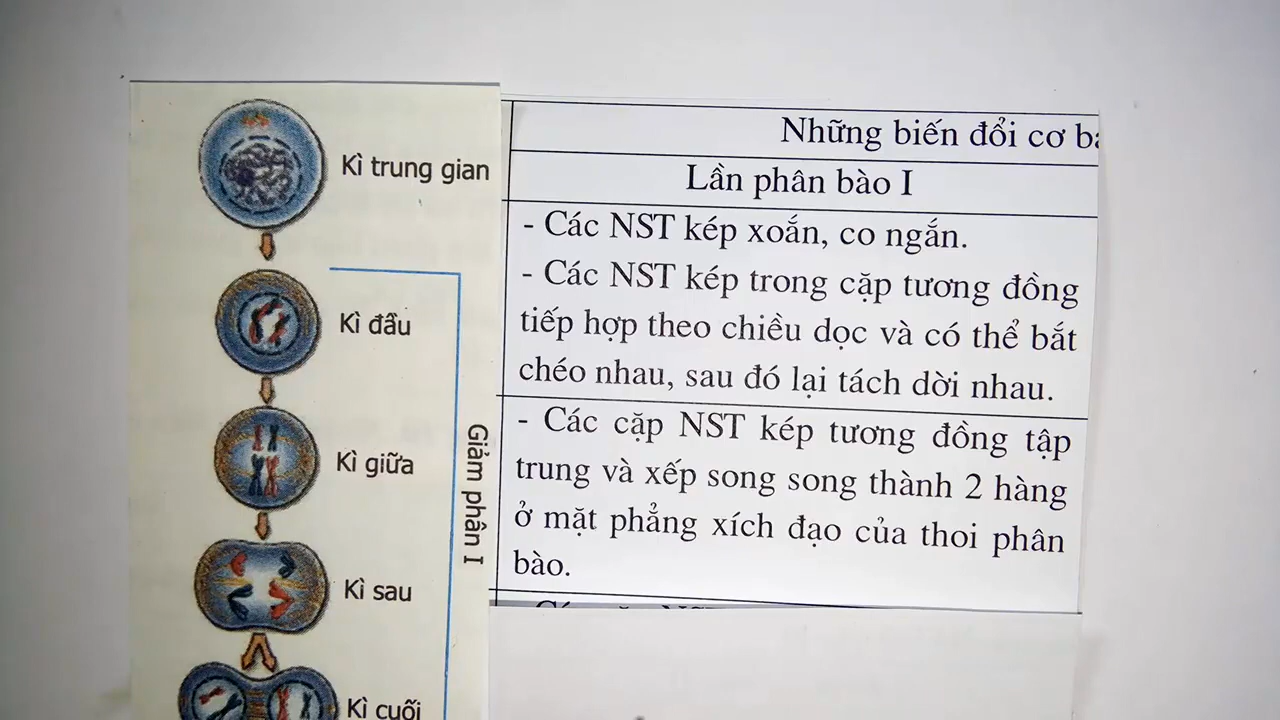 Kì trung gian
Kì đầu
Kì giữa
Kì sau
Kì cuối
Giảm phân I
Những biến đổi cơ
Lần phân bào I
- Các NST kép xoắn, co ngắn.
- Các NST kép trong cặp tương đồng
tiếp hợp theo chiều dọc và có thể bắt
chéo nhau, sau đó lại tách dời nhau.
- Các cặp NST kép tương đồng tập
trung và xếp song song thành 2 hàng
ở mặt phẳng xích đạo của thoi phân
bào.